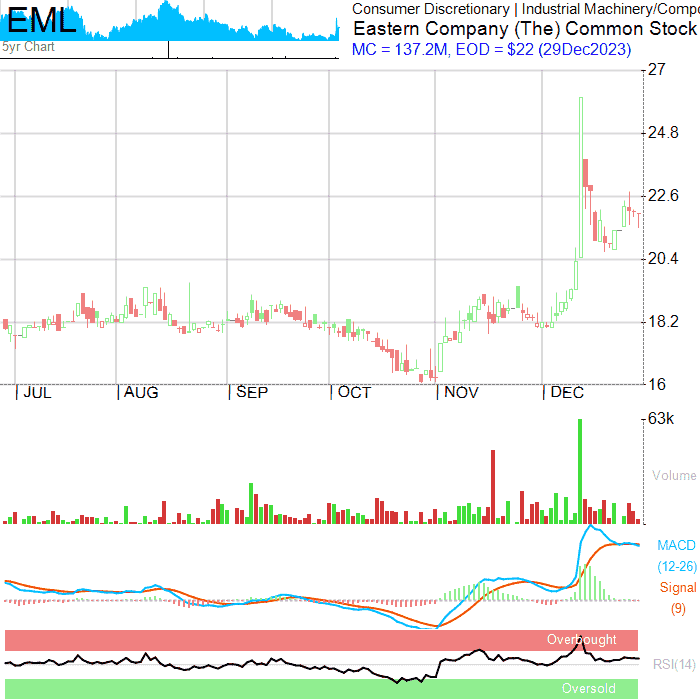 EML
5yr Chart
Consumer Discretionary | Industrial Machinery/Compo
Eastern Company (The) Common Stock
MC = 137.2M, EOD = $22 (29Dec2023)
27
24.8
22.6
20.4
18.2
16
JUL AUG SEP OCT NOV DEC
63k
Volume
MACD
(12-26)
Signal
(9)
Overbought
RSI(14)
Oversold